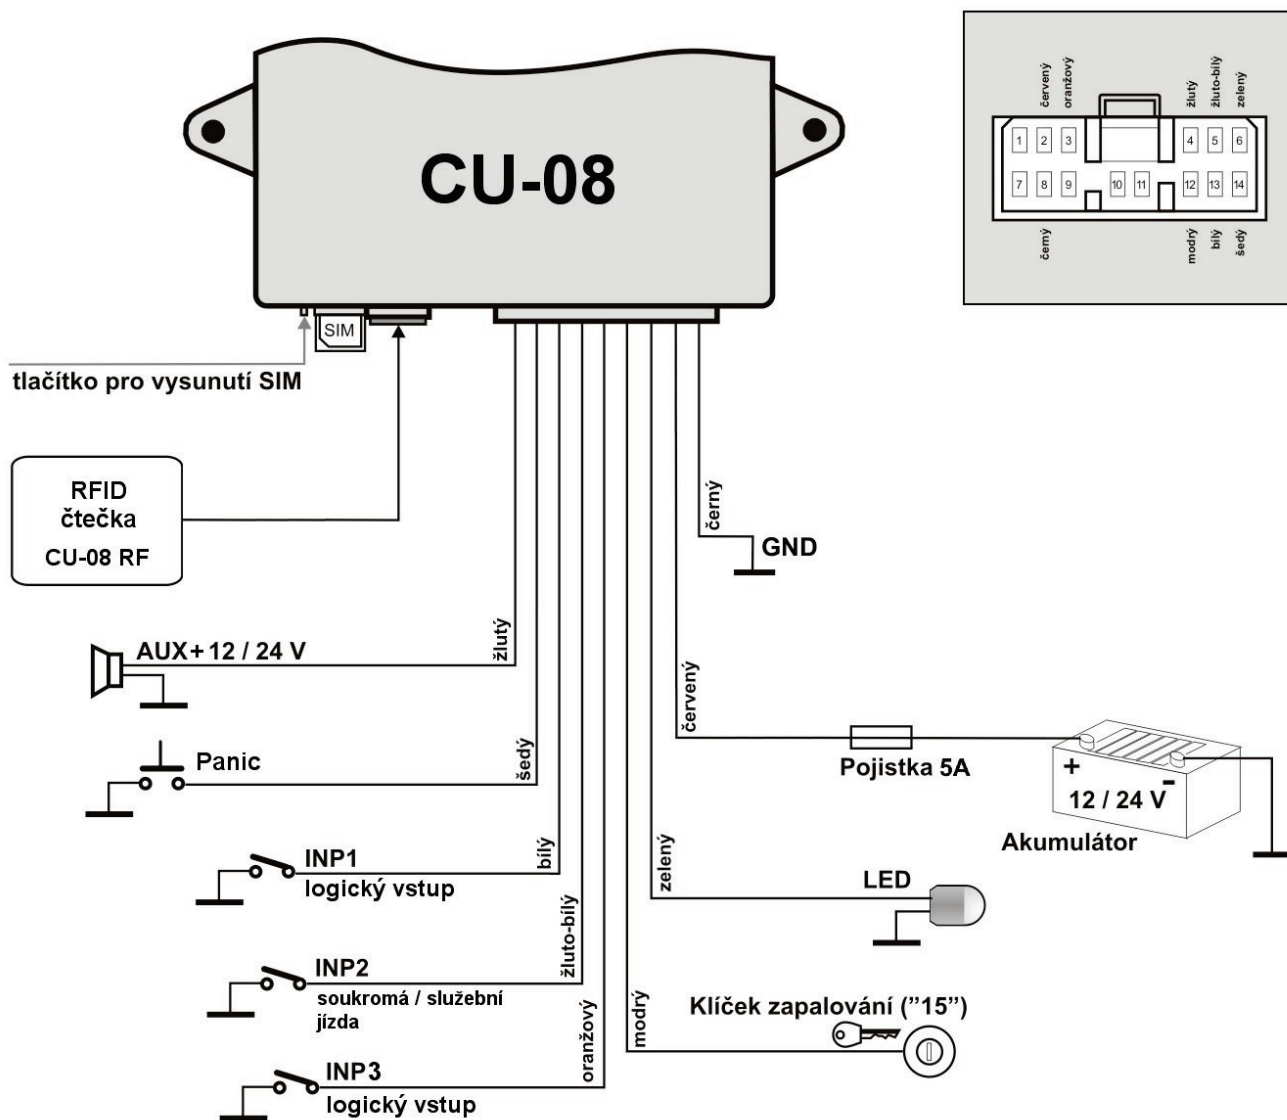 CU-08
červený
oranžový
žlutý
žluto-bílý
zelený
1
2
3
4
5
6
7
8
9
10
11
12
13
14
černý
modrý
bílý
šedý
SIM
tlačítko pro vysunutí SIM
RFID
čtečka
CU-08 RF
černý
GND
AUX+ 12 / 24 V
žlutý
červený
Panic
šedý
Pojistka 5A
+
-
12 / 24 V
Akumulátor
INP1
logický vstup
bílý
zelený
LED
INP2
soukromá / služební
jízda
žluto-bílý
Klíček zapalování (”15”)
modrý
INP3
logický vstup
oranžový